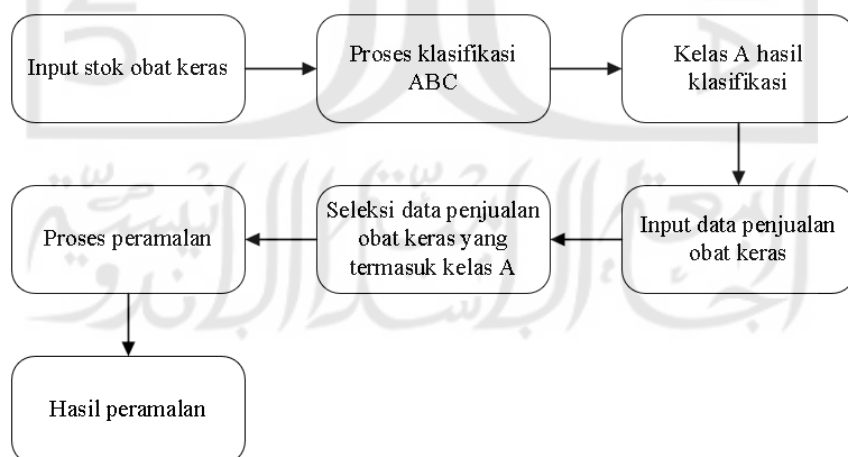 Input stok obat keras
Proses klasifikasi
ABC
Kelas A hasil
klasifikasi
Input data penjualan
obat keras
Seleksi data penjualan
obat keras yang
termasuk kelas A
Proses peramalan
Hasil peramalan